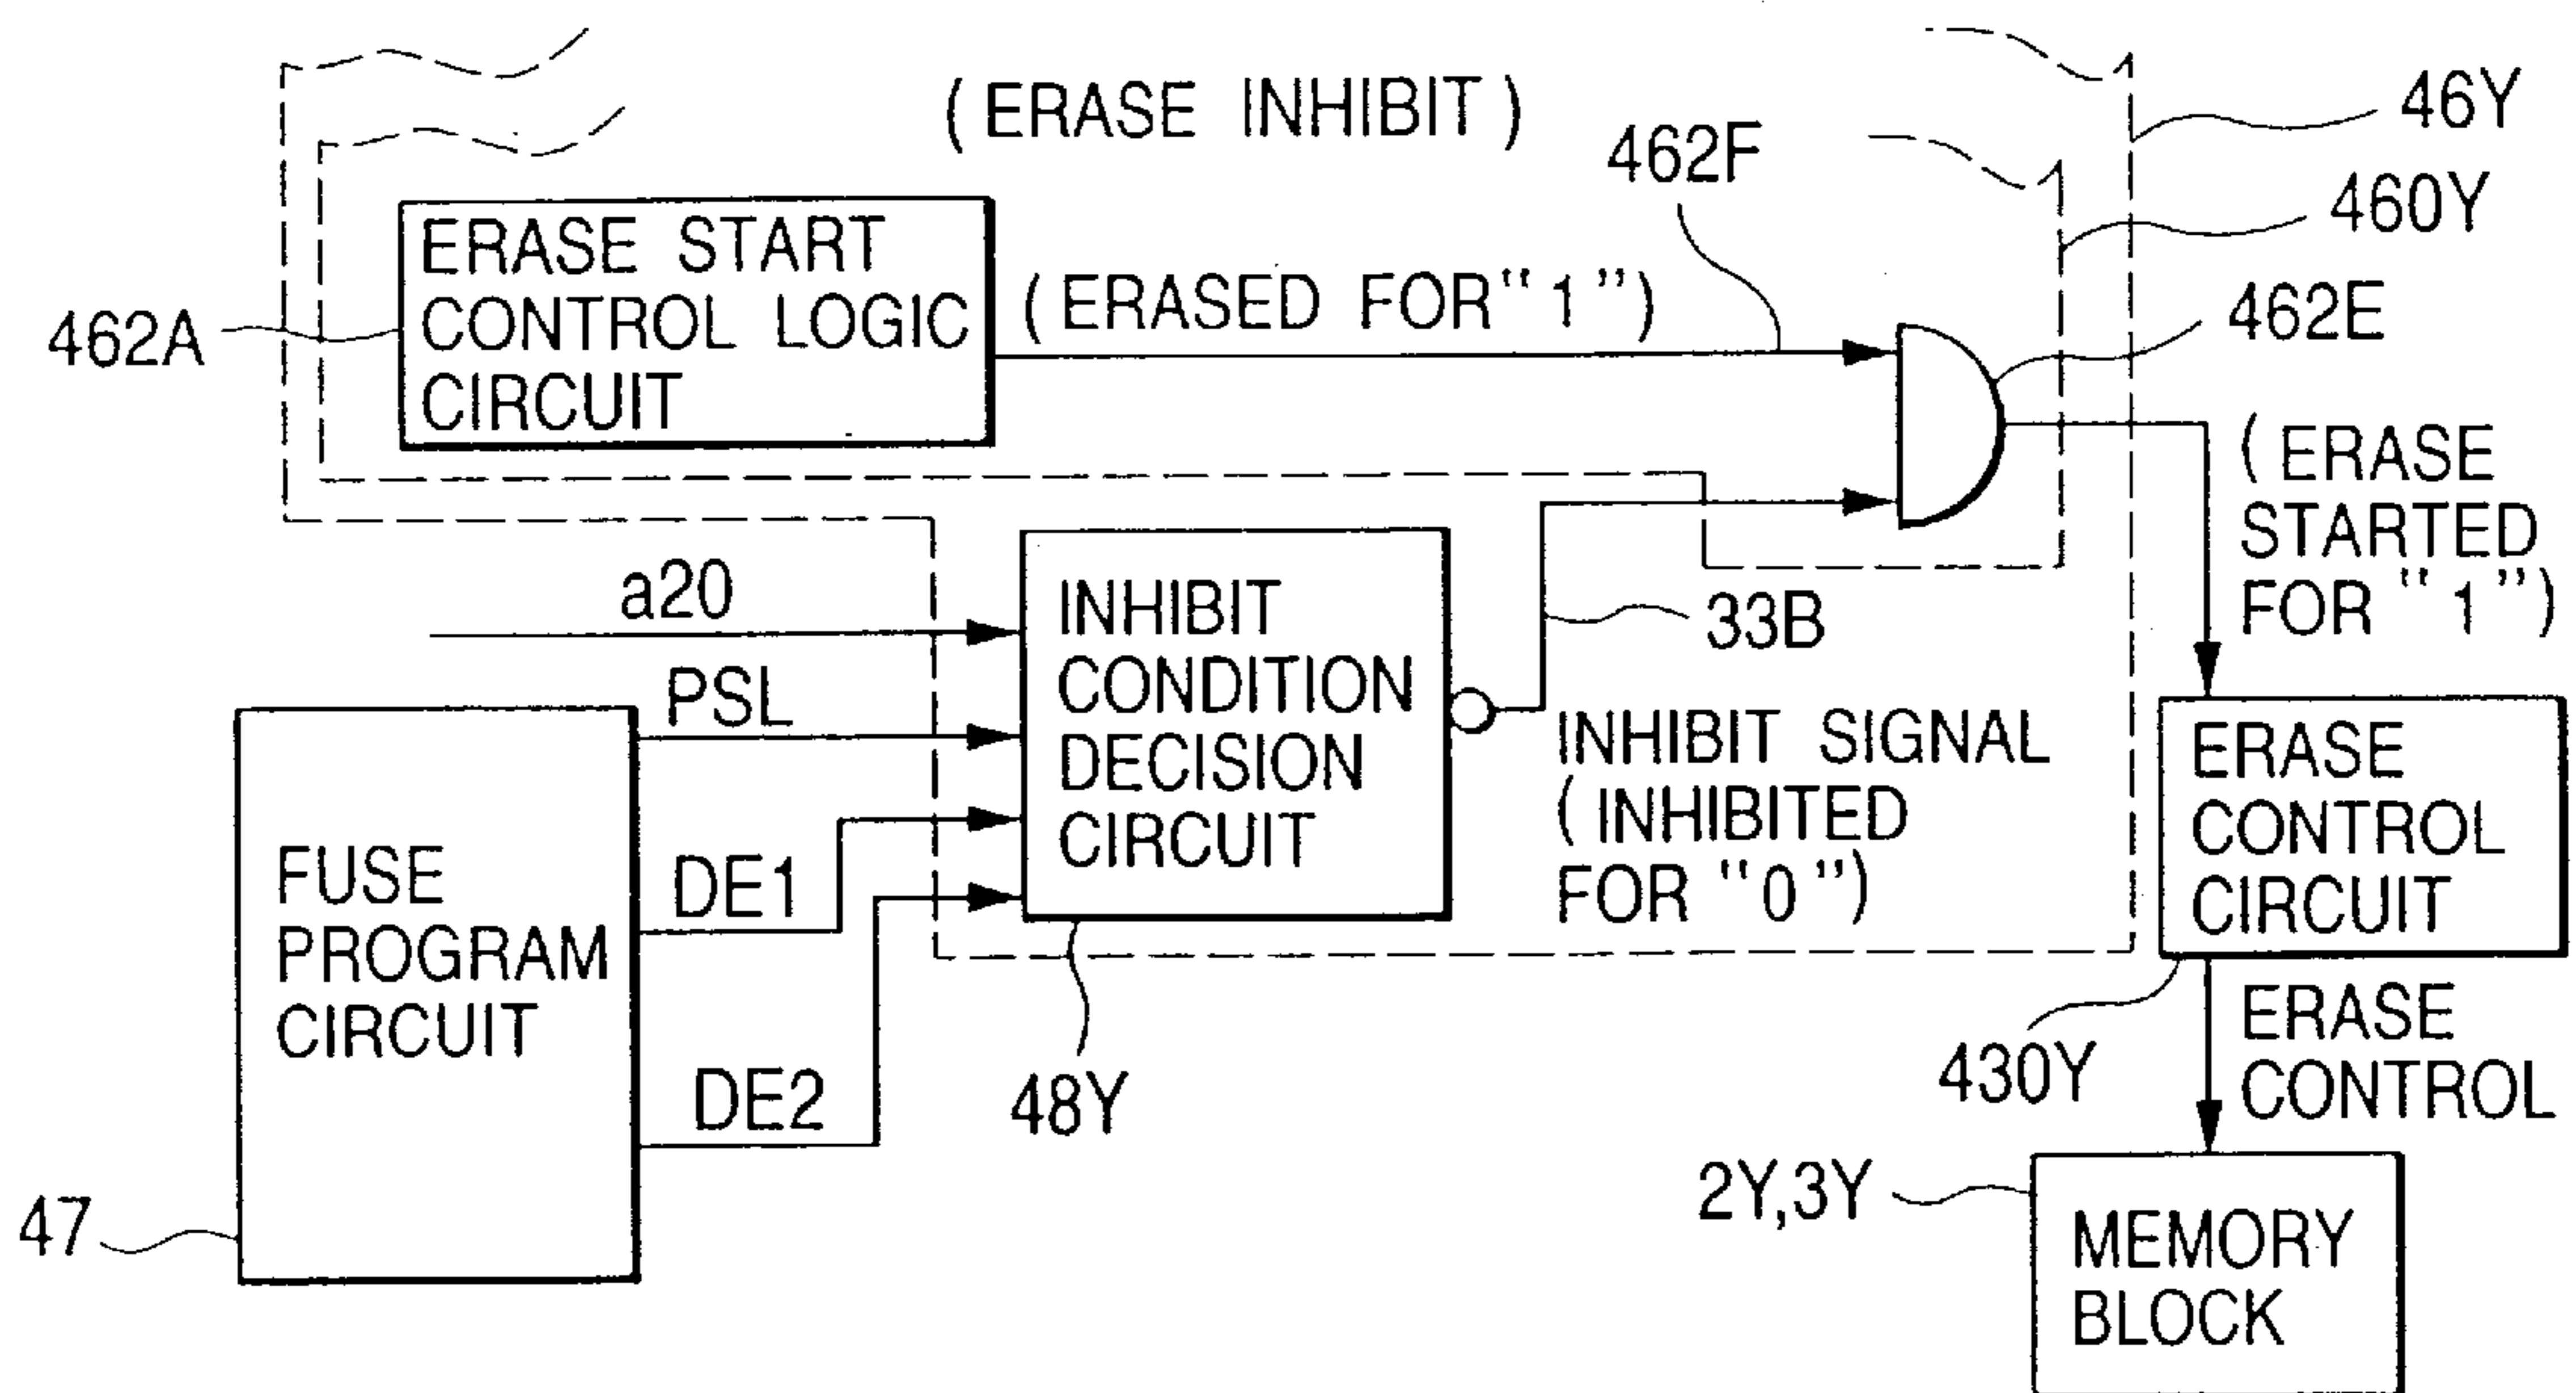 (ERASE INHIBIT)
46Y
462F
460Y
ERASE START
CONTROL LOGIC
CIRCUIT
(ERASED FOR "1")
462A
462E
(ERASE
STARTED
FOR "1")
a20
PSL
DE1
DE2
INHIBIT
CONDITION
DECISION
CIRCUIT
33B
INHIBIT SIGNAL
(INHIBITED
FOR "0")
FUSE
PROGRAM
CIRCUIT
47
48Y
ERASE
CONTROL
CIRCUIT
430Y
ERASE
CONTROL
2Y,3Y
MEMORY
BLOCK